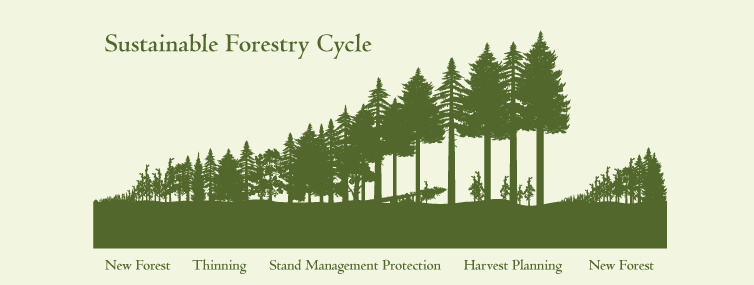 Sustainable Forestry Cycle
New Forest Thinning Stand Management Protection Harvest Planning New Forest